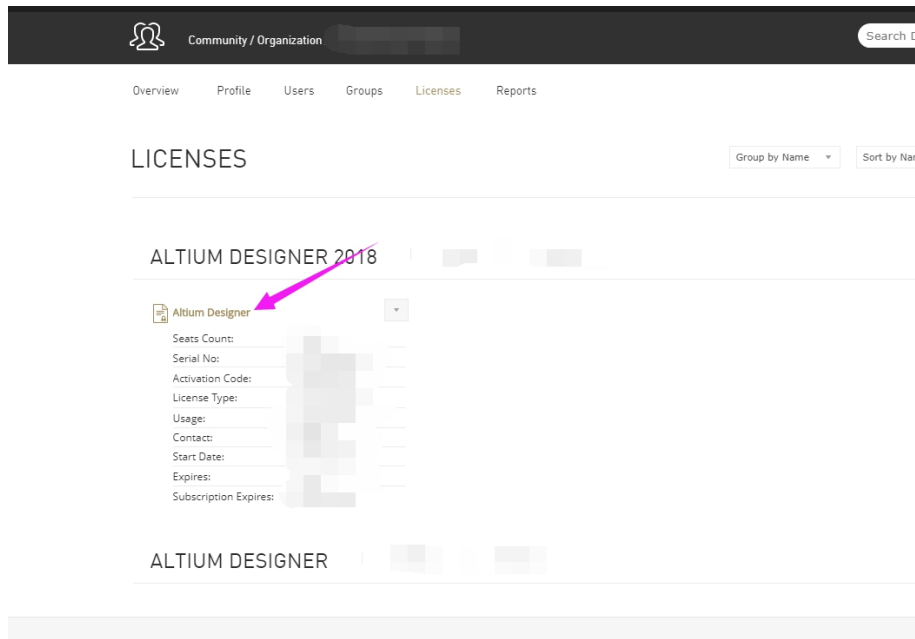 Community / Organization
Search D
Overview Profile Users Groups Licenses Reports
LICENSES
Group by Name
Sort by Nar
ALTIUM DESIGNER 2018
Altium Designer
Seats Count:
Serial No:
Activation Code:
License Type:
Usage:
Contact:
Start Date:
Expires:
Subscription Expires:
ALTIUM DESIGNER